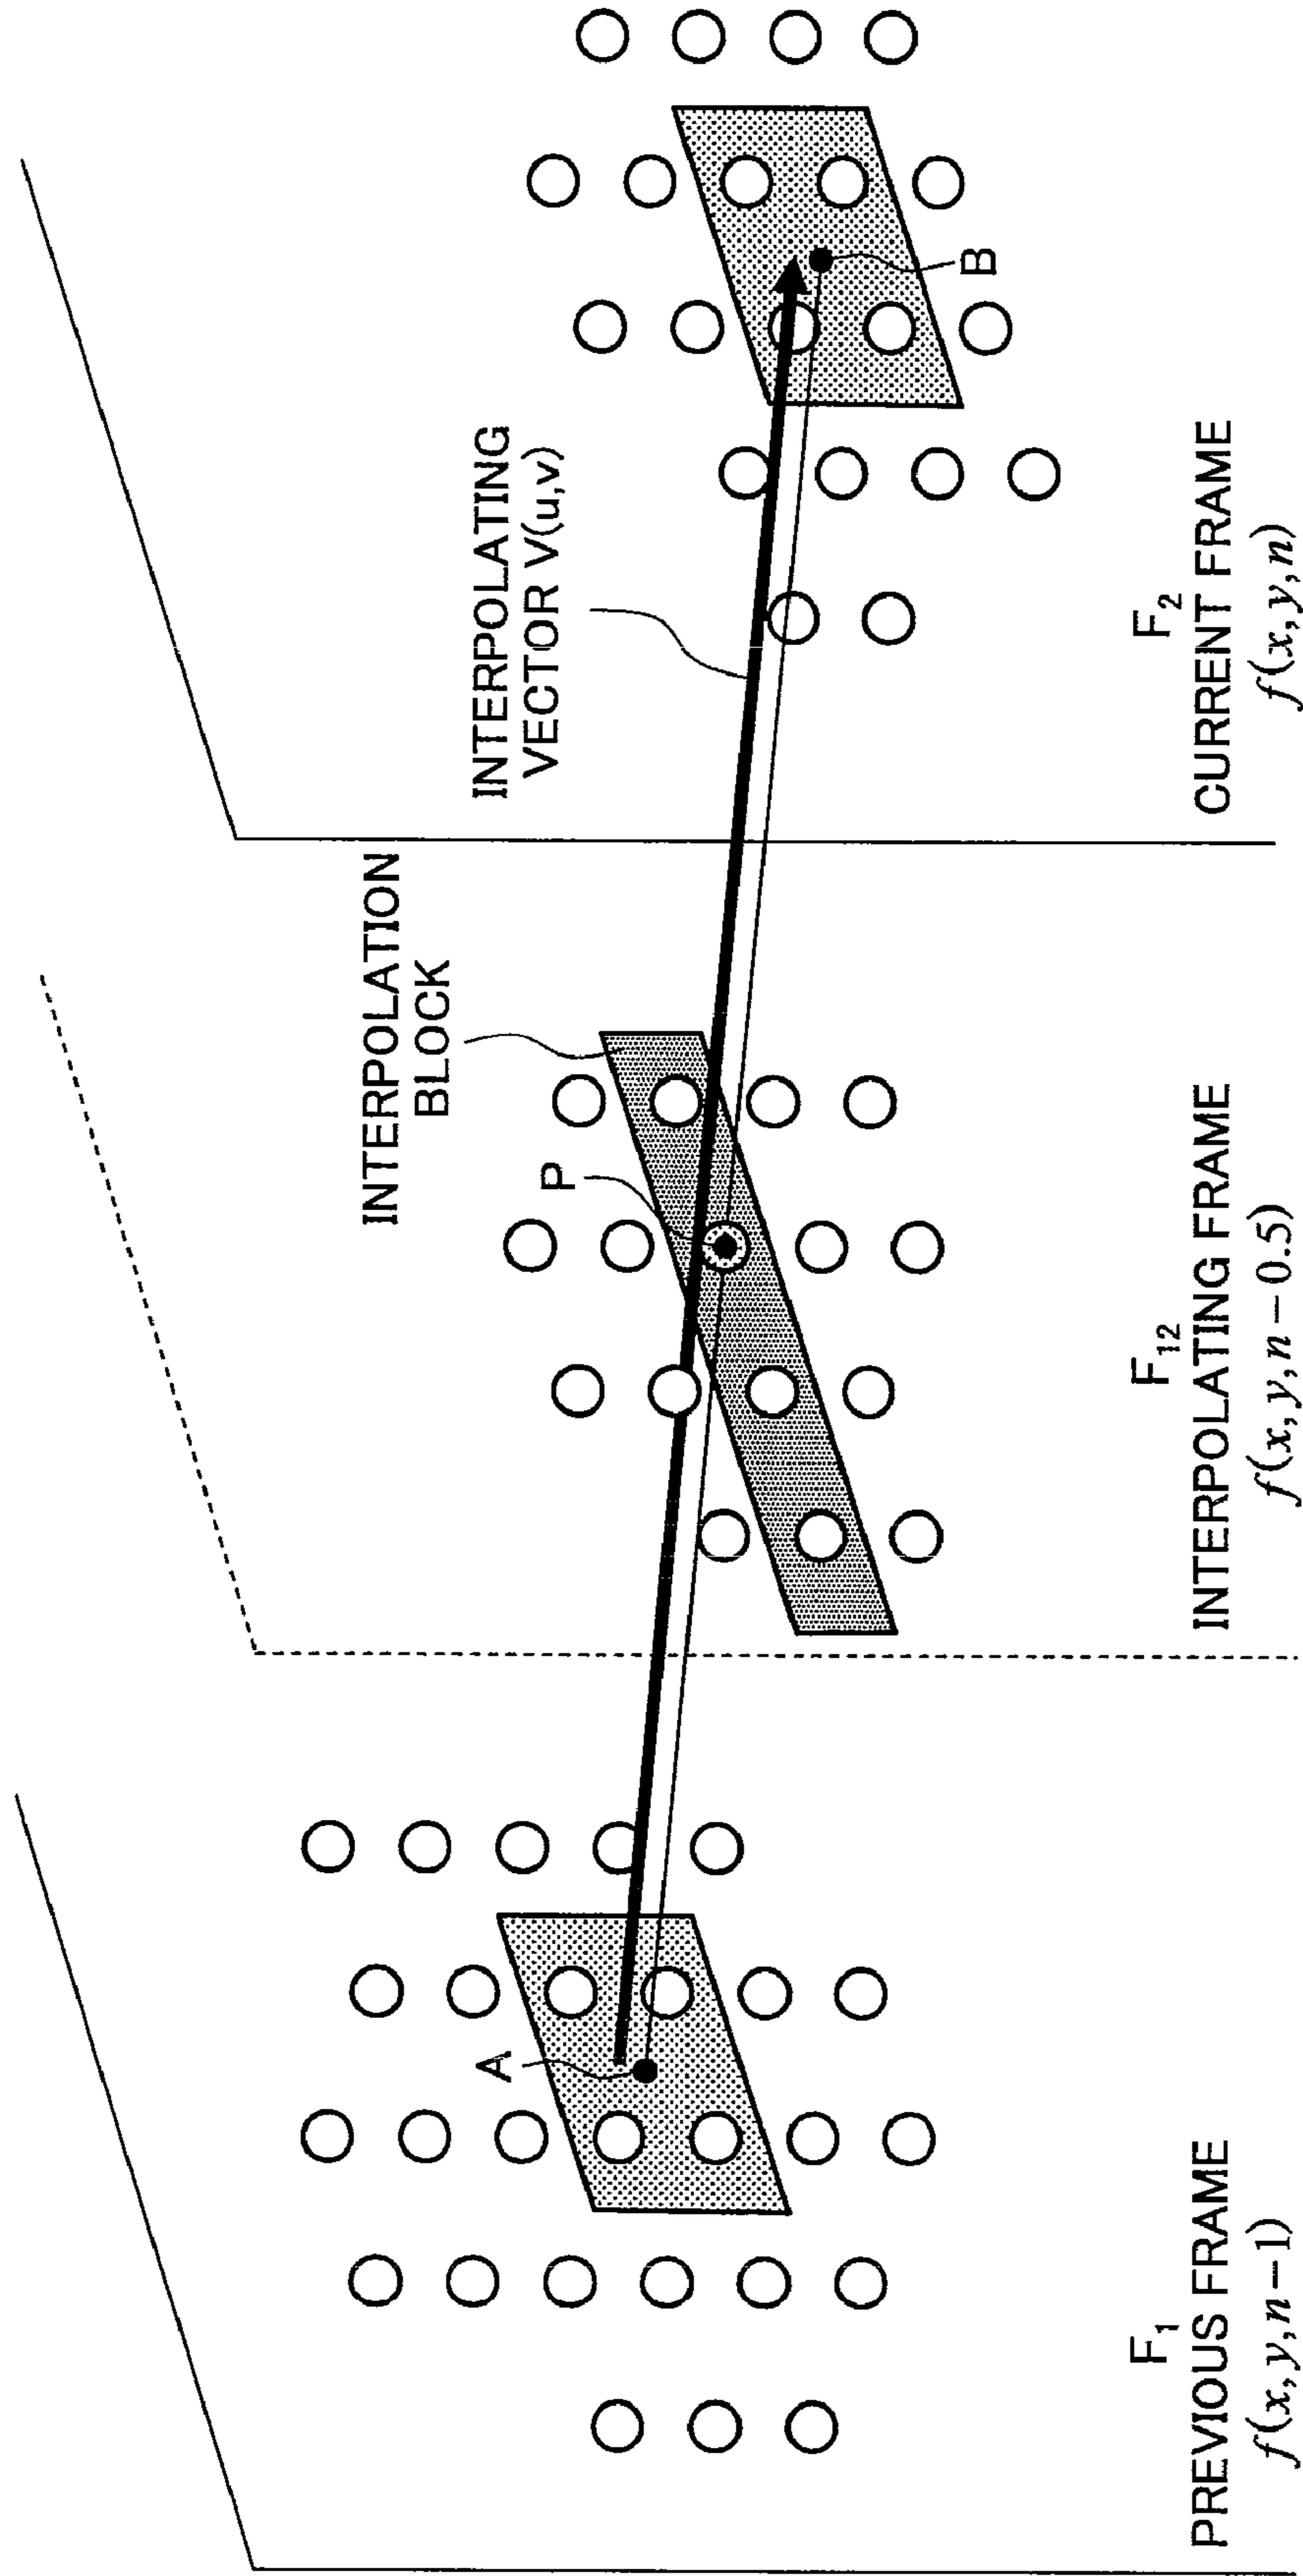 INTERPOLATING
VECTOR V(u,v)
INTERPOLATION
BLOCK
P
A
B
F1
PREVIOUS FRAME
f(x,y,n−1)
F12
INTERPOLATING FRAME
f(x,y,n−0.5)
F2
CURRENT FRAME
f(x,y,n)